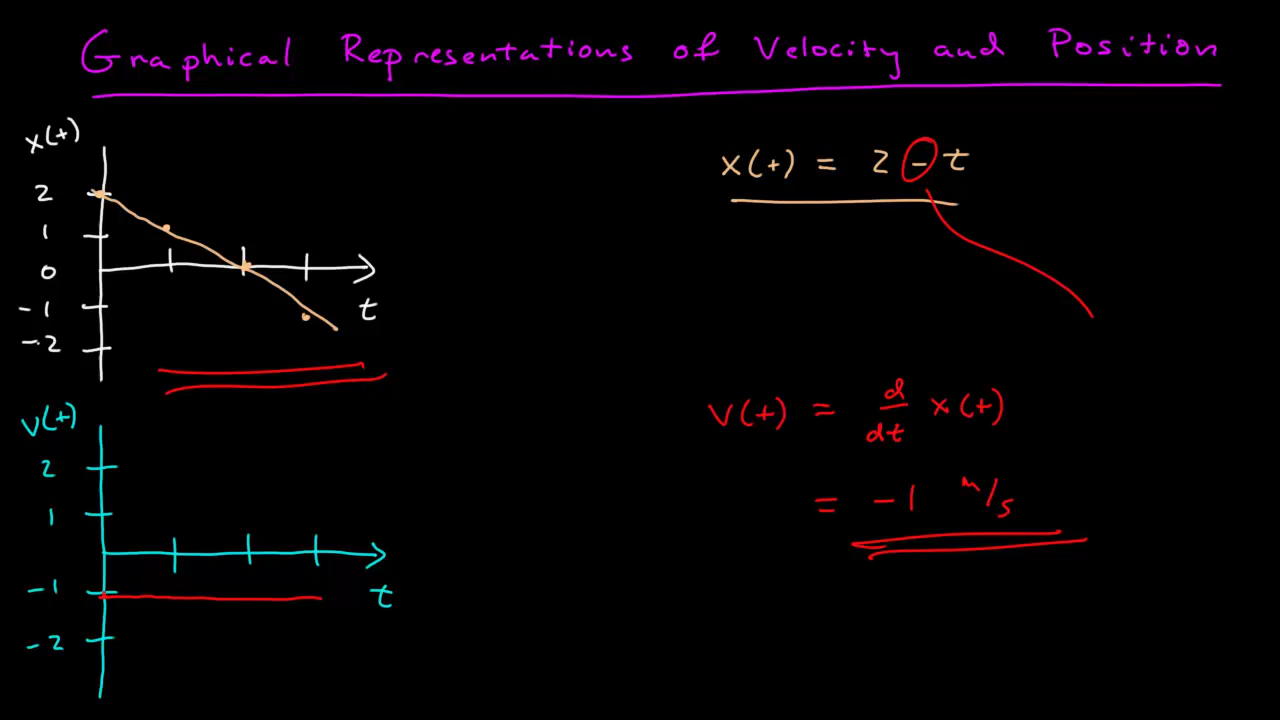 Graphical Representations of Velocity and Position
x(t)
2
1
0
-1
-2
t
x(t) = 2 - t
v(t)
2
1
-1
-2
t
v(t) = d/dt x(t)
= -1 m/s